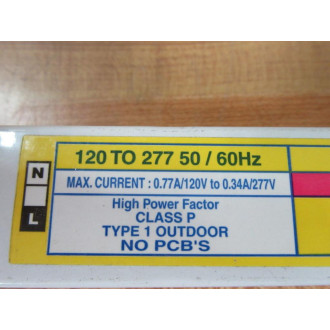 120 TO 277 50 / 60Hz
N
MAX. CURRENT : 0.77A/120V to 0.34A/277V
L
High Power Factor
CLASS P
TYPE 1 OUTDOOR
NO PCB'S